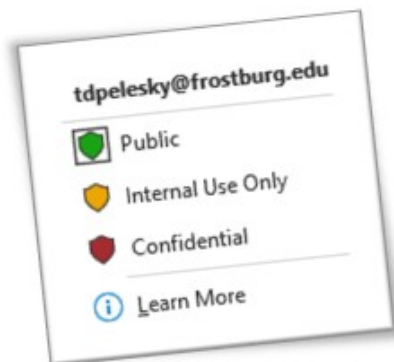 tdpelesky@frostburg.edu
Public
Internal Use Only
Confidential
Learn More